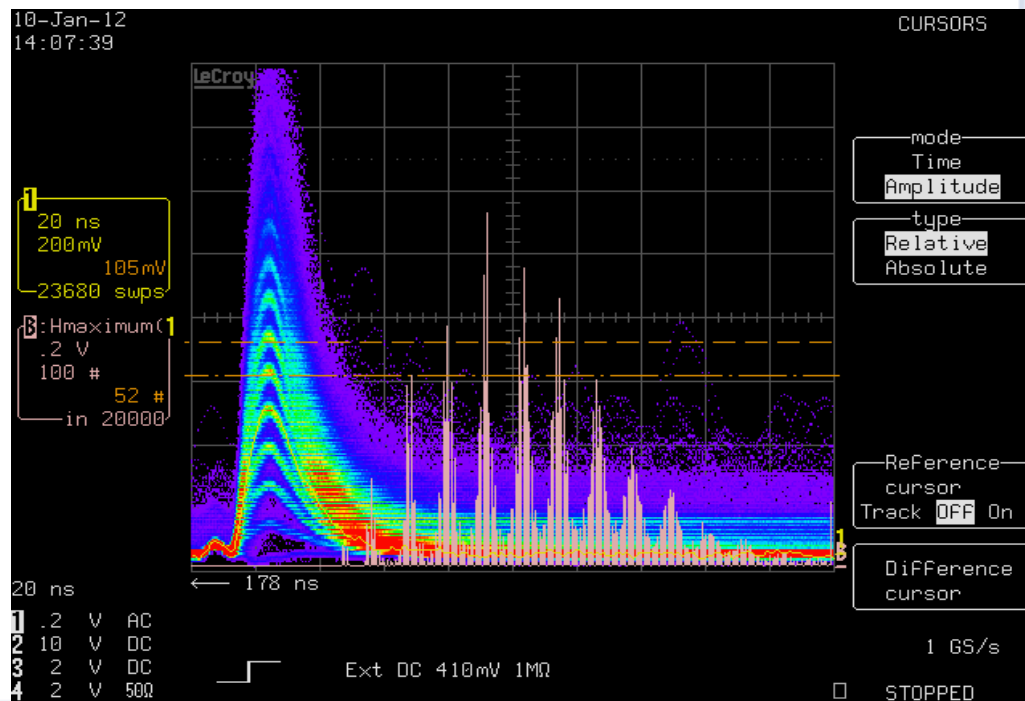 10-Jan-12
14:07:39
CURSORS
LeCroy
mode
Time
Amplitude
type
Relative
Absolute
1
20 ns
200mV
105mV
23680 swps
B:Hmaximum(1
.2 V
100 #
52 #
in 20000
Reference
cursor
Track OFF On
1
B
Difference
cursor
← 178 ns
20 ns
1 .2 V AC
2 10 V DC
3 2 V DC
4 2 V 50Ω
Ext DC 410mV 1MΩ
1 GS/s
STOPPED